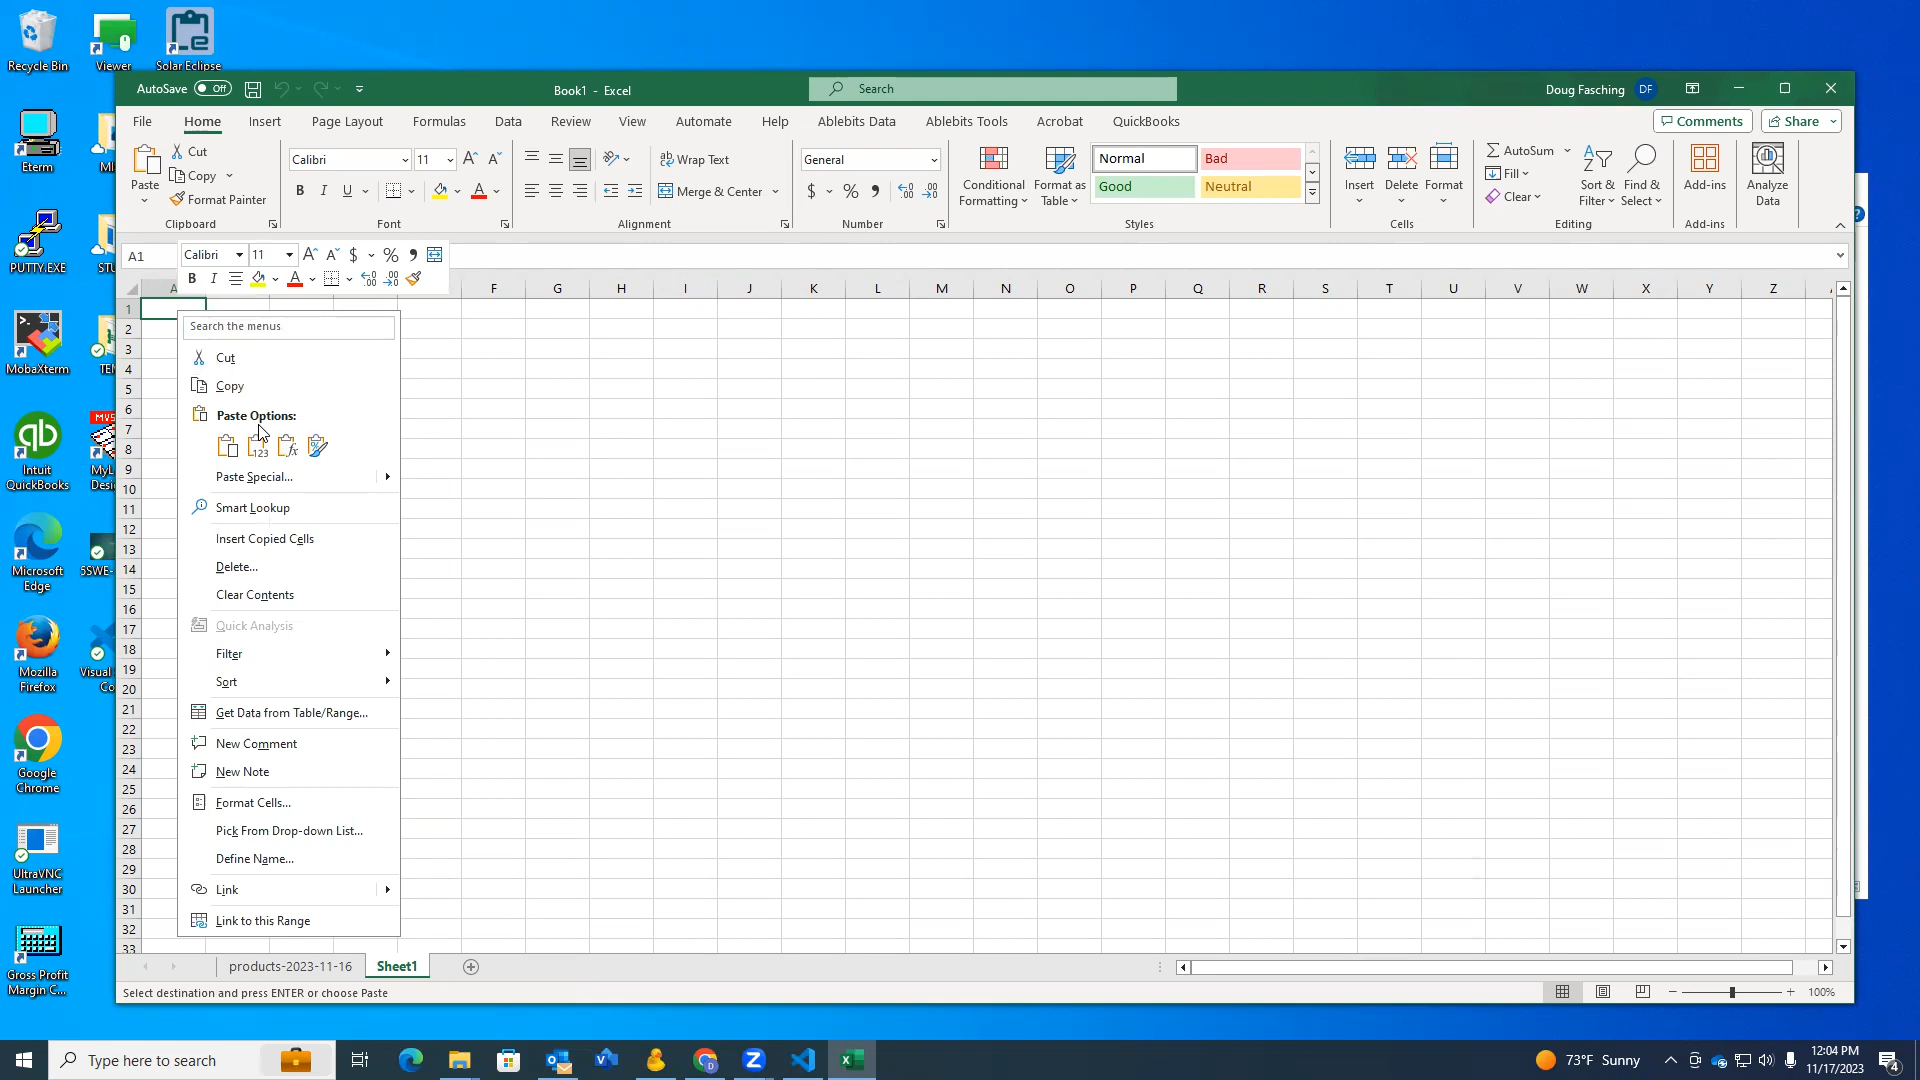 Recycle Bin
Viewer
Solar Eclipse
Eterm
PUTTY.EXE
MobaXterm
Intuit
QuickBooks
Microsoft
Edge
Mozilla
Firefox
Google
Chrome
UltraVNC
Launcher
Gross Profit
Margin C...
AutoSave Off
Book1 - Excel
Search
Doug Fasching DF
File Home Insert Page Layout Formulas Data Review View Automate Help Ablebits Data Ablebits Tools Acrobat QuickBooks
Comments Share
Paste
Cut
Copy
Format Painter
Clipboard
Calibri 11
B I U
Font
ab Wrap Text
Merge & Center
Alignment
General
$ %
Number
Conditional
Formatting
Format as
Table
Normal Bad
Good Neutral
Styles
Insert Delete Format
Cells
AutoSum
Fill
Clear
Sort &
Filter
Find &
Select
Editing
Add-ins
Add-ins
Analyze
Data
A1
Calibri 11
$ %
B I
A F G H I J K L M N O P Q R S T U V W X Y Z
1
2
3
4
5
6
7
8
9
10
11
12
13
14
15
16
17
18
19
20
21
22
23
24
25
26
27
28
29
30
31
32
33
Search the menus
Cut
Copy
Paste Options:
123 fx
Paste Special...
Smart Lookup
Insert Copied Cells
Delete...
Clear Contents
Quick Analysis
Filter
Sort
Get Data from Table/Range...
New Comment
New Note
Format Cells...
Pick From Drop-down List...
Define Name...
Link
Link to this Range
products-2023-11-16 Sheet1
Select destination and press ENTER or choose Paste
100%
Type here to search
73°F Sunny
12:04 PM
11/17/2023
4